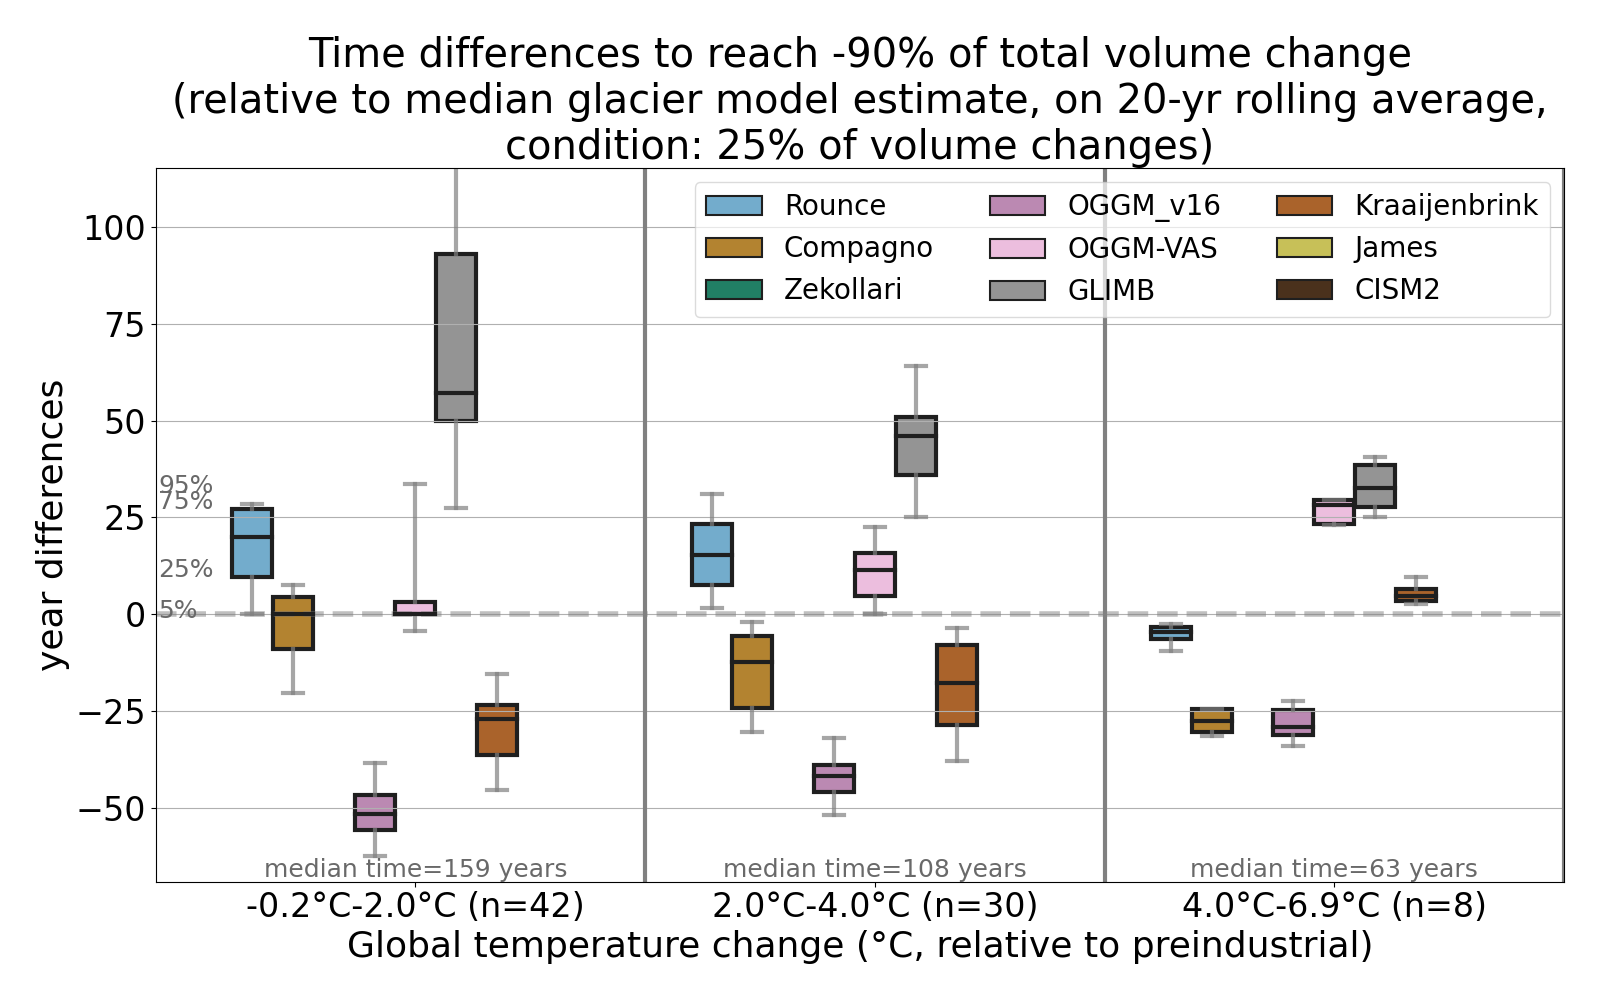 Time differences to reach -90% of total volume change
(relative to median glacier model estimate, on 20-yr rolling average,
condition: 25% of volume changes)
Rounce
OGGM_v16
Kraaijenbrink
Compagno
OGGM-VAS
James
Zekollari
GLIMB
CISM2
100
75
50
25
0
−25
−50
year differences
95%
75%
25%
5%
median time=159 years
median time=108 years
median time=63 years
-0.2°C-2.0°C (n=42)
2.0°C-4.0°C (n=30)
4.0°C-6.9°C (n=8)
Global temperature change (°C, relative to preindustrial)